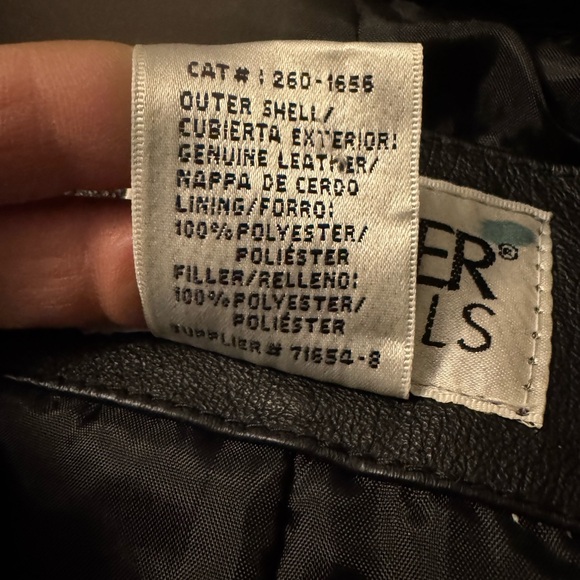 CAT# : 260-1656
OUTER SHELL/
CUBIERTA EXTERIOR:
GENUINE LEATHER/
NAPPA DE CERDO
LINING/FORRO:
100%POLYESTER/
POLIÉSTER
FILLER/RELLENO:
100%POLYESTER/
POLIÉSTER
SUPPLIER# 71654-8
ER®
LS